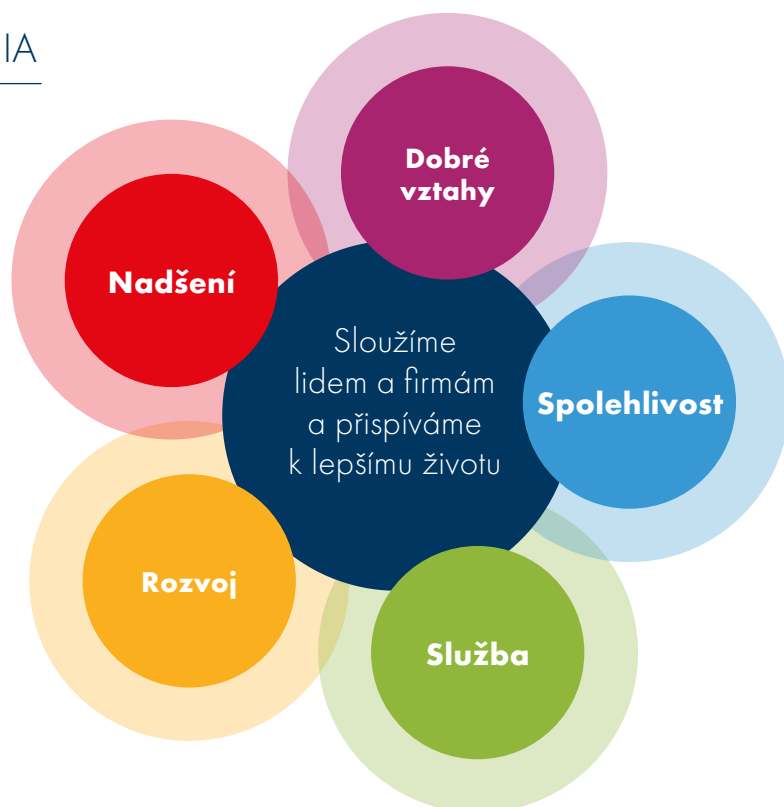 IA
Dobré
vztahy
Nadšení
Sloužíme
lidem a firmám
a přispíváme
k lepšímu životu
Spolehlivost
Rozvoj
Služba